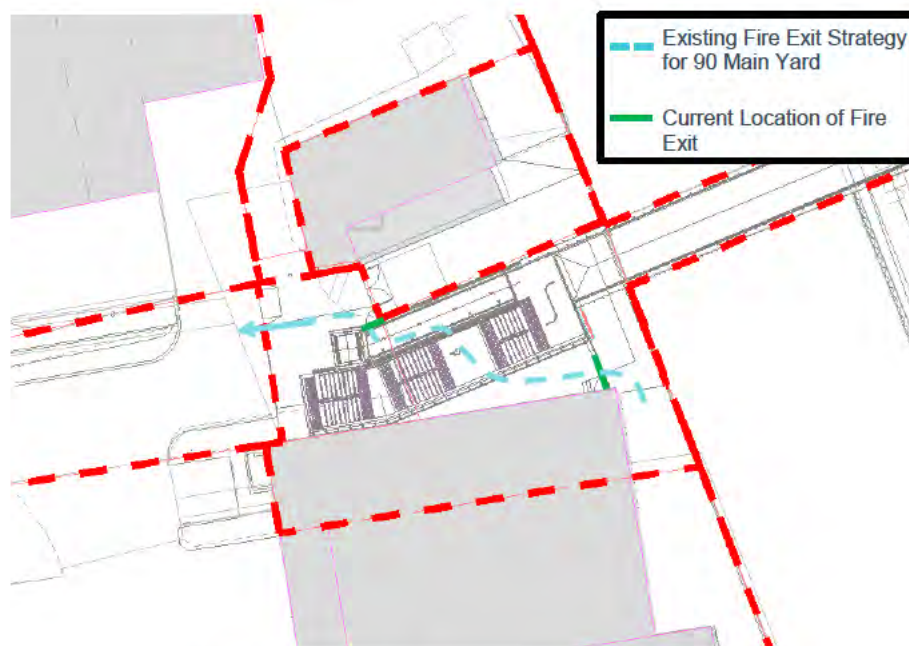 Existing Fire Exit Strategy
for 90 Main Yard
Current Location of Fire
Exit